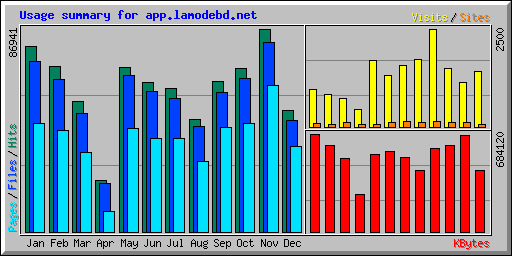 Usage summary for app.lamodebd.net
Visits/Sites
86941
2500
684120
Pages/Files/Hits
Jan Feb Mar Apr May Jun Jul Aug Sep Oct Nov Dec
KBytes